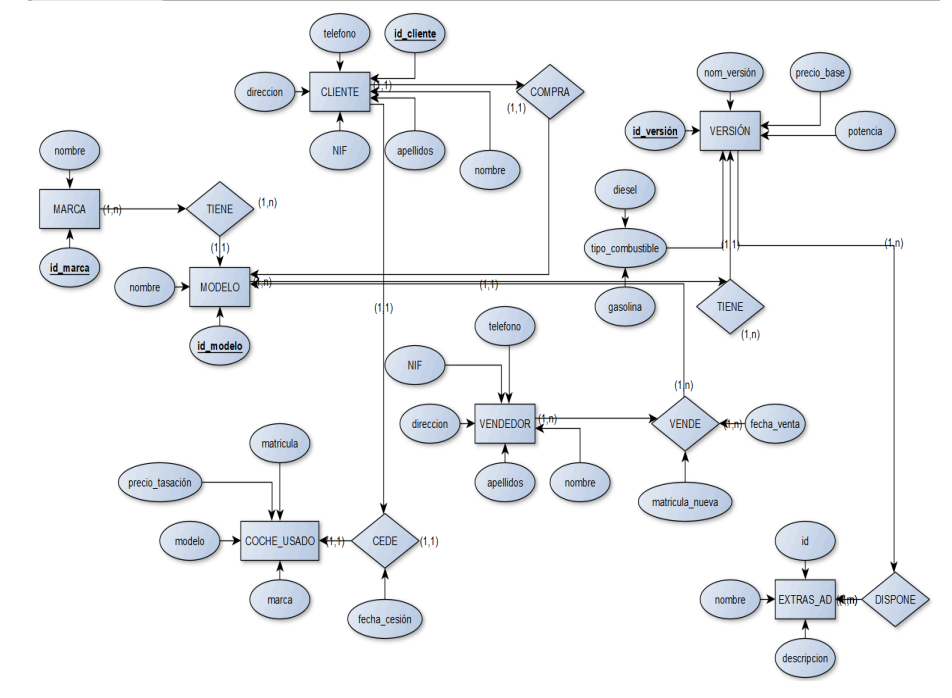 telefono
id_cliente
direccion
CLIENTE
(1,1)
COMPRA
(1,1)
NIF
apellidos
nombre
nom_versión
precio_base
id_versión
VERSIÓN
potencia
nombre
MARCA
(1,n)
TIENE
(1,n)
(1,1)
id_marca
nombre
MODELO
(1,n)
id_modelo
diesel
tipo_combustible
(1,1)
gasolina
(1,1)
TIENE
(1,n)
(1,n)
(1,1)
telefono
NIF
direccion
VENDEDOR
(1,n)
apellidos
nombre
(1,n)
VENDE
(1,n)
fecha_venta
matricula_nueva
matricula
precio_tasación
modelo
COCHE_USADO
(1,1)
CEDE
(1,1)
marca
fecha_cesión
id
nombre
EXTRAS_AD
DISPONE
descripcion